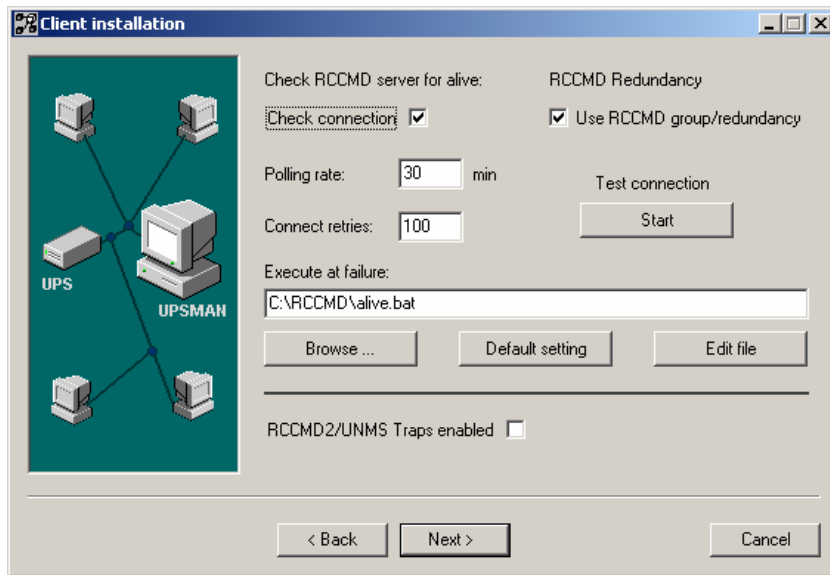 Client installation
Check RCCMD server for alive:
RCCMD Redundancy
Check connection
Use RCCMD group/redundancy
Polling rate: 30 min
Test connection
Connect retries: 100
Start
UPS
UPSMAN
Execute at failure:
C:\RCCMD\alive.bat
Browse ...
Default setting
Edit file
RCCMD2/UNMS Traps enabled
< Back
Next >
Cancel